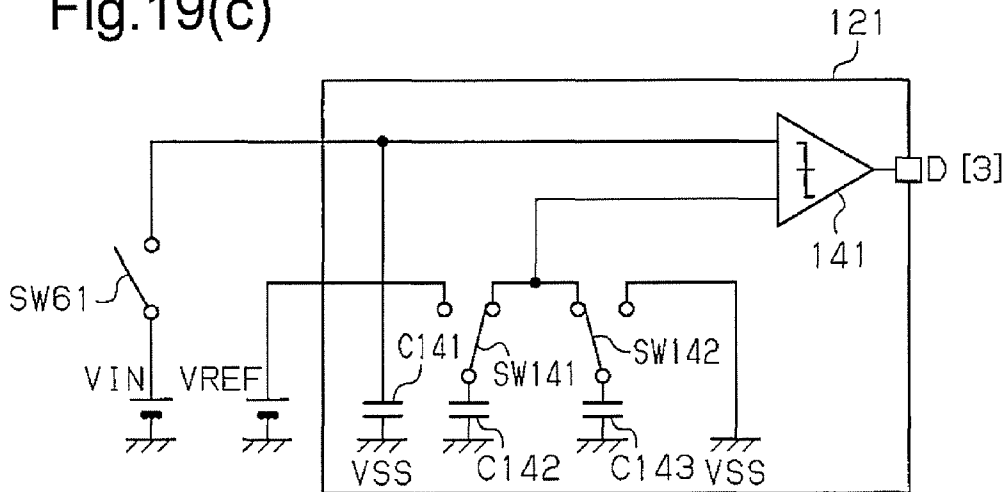 Fig.19(c)
121
D [3]
141
SW61
C141
SW141
SW142
VIN
VREF
VSS
C142
C143
VSS